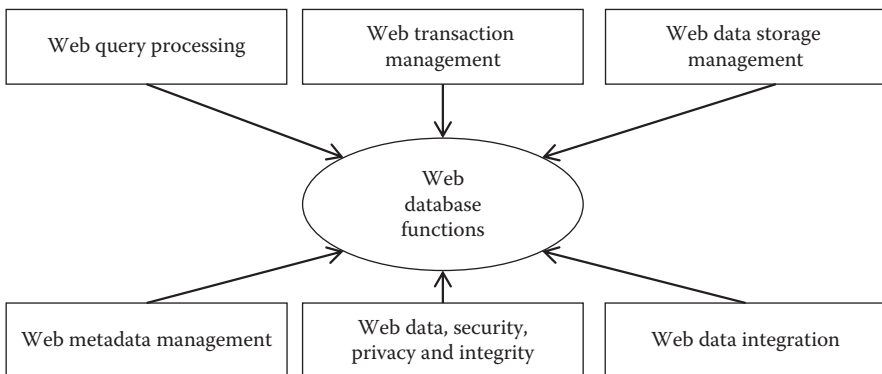 Web query processing
Web transaction
management
Web data storage
management
Web
database
functions
Web metadata management
Web data, security,
privacy and integrity
Web data integration